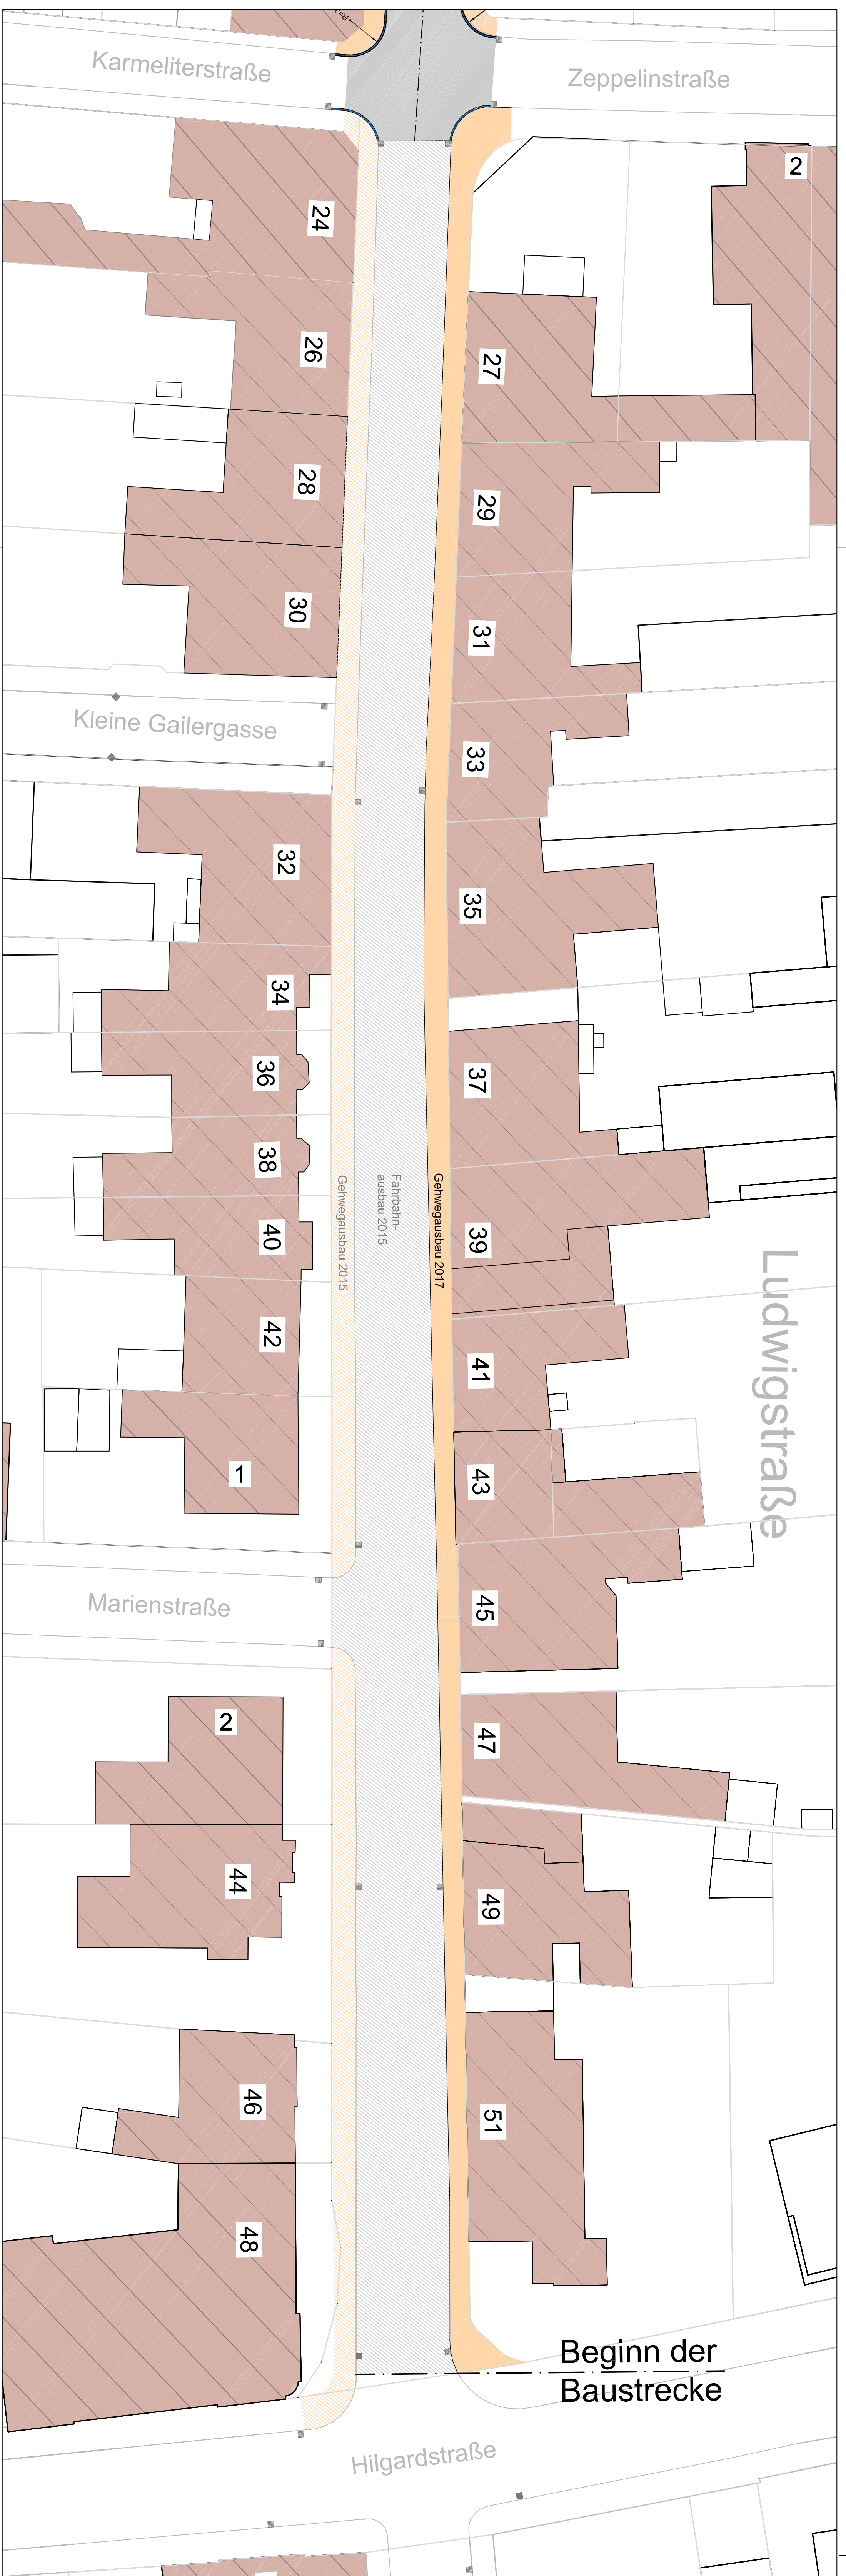 Karmeliterstraße
Zeppelinstraße
2
24
27
26
28
29
30
31
Kleine Gailergasse
33
32
35
34
36
37
38
39
40
Gehwegausbau 2015
Fahrbahn-
ausbau 2015
Gehwegausbau 2017
Ludwigstraße
42
41
1
43
Marienstraße
45
2
47
44
49
46
51
48
Beginn der
Baustrecke
Hilgardstraße